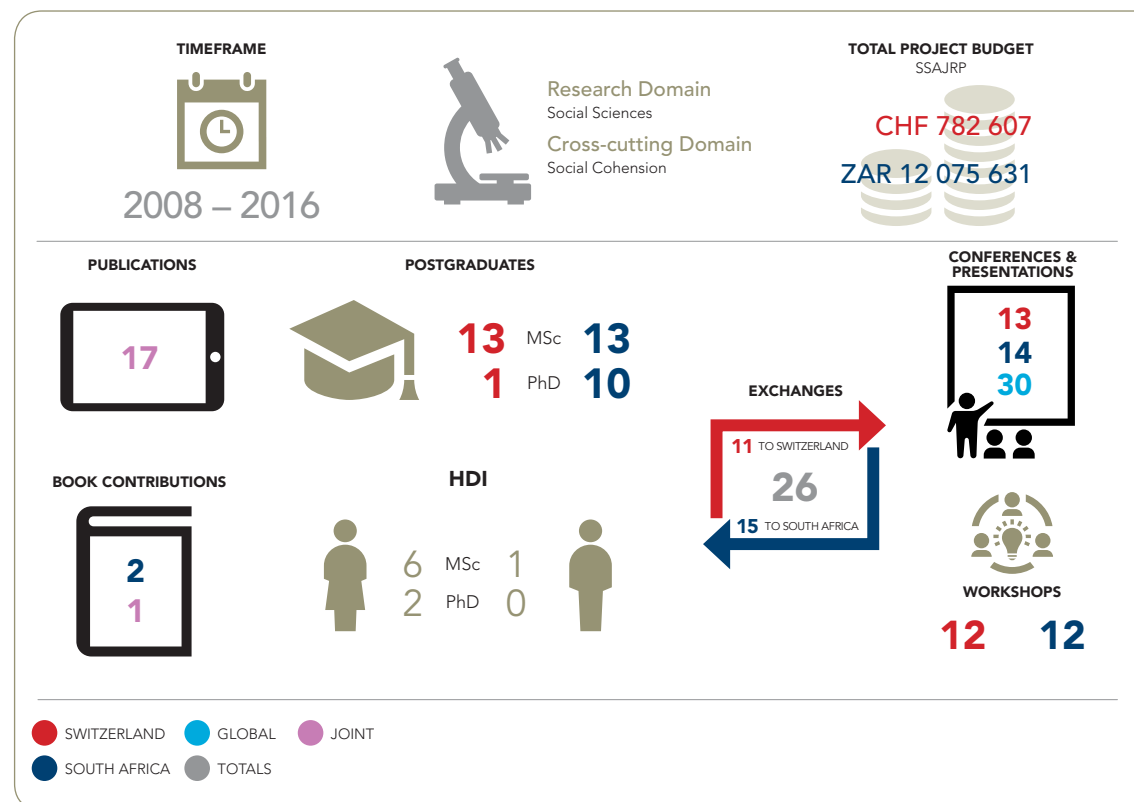 TIMEFRAME
2008 – 2016
Research Domain
Social Sciences
Cross-cutting Domain
Social Cohension
TOTAL PROJECT BUDGET
SSAJRP
CHF 782 607
ZAR 12 075 631
PUBLICATIONS
17
POSTGRADUATES
13 MSc 13
1 PhD 10
BOOK CONTRIBUTIONS
2
1
HDI
6 MSc 1
2 PhD 0
EXCHANGES
11 TO SWITZERLAND
26
15 TO SOUTH AFRICA
CONFERENCES &
PRESENTATIONS
13
14
30
WORKSHOPS
12 12
SWITZERLAND GLOBAL JOINT
SOUTH AFRICA TOTALS